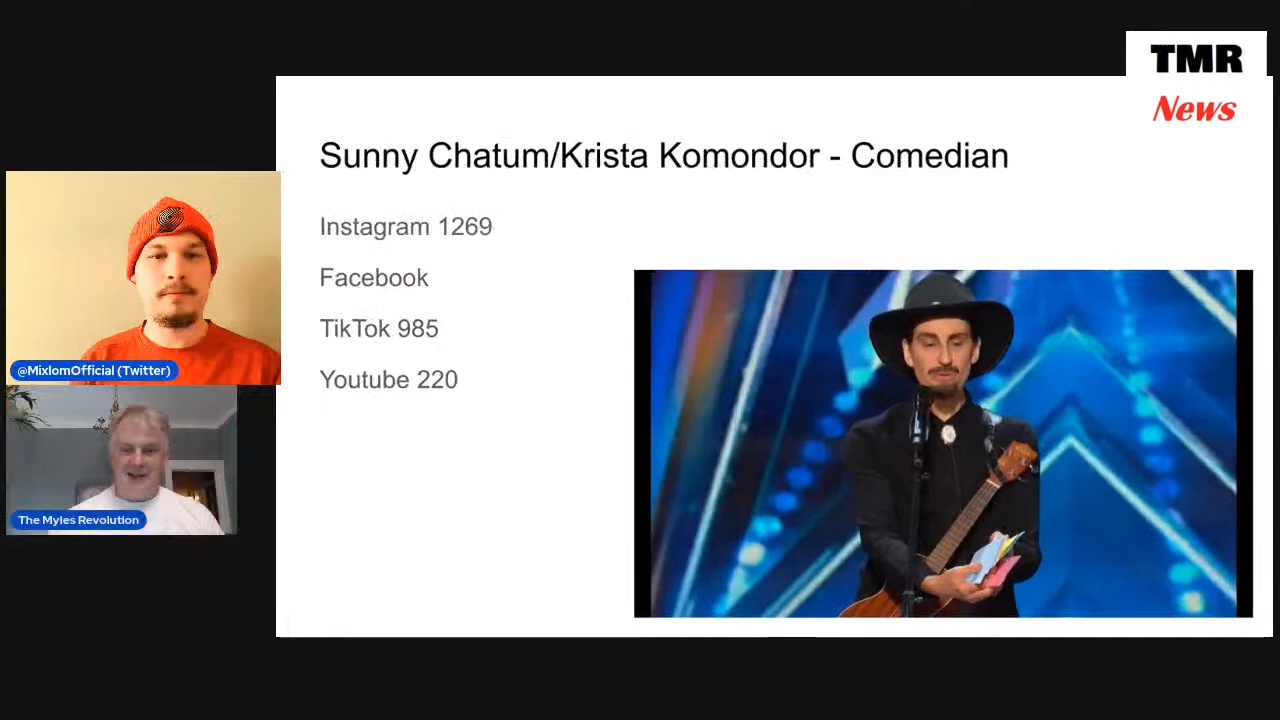 TMR
News
Sunny Chatum/Krista Komondor - Comedian
Instagram 1269
Facebook
TikTok 985
Youtube 220
@MixlomOfficial (Twitter)
The Myles Revolution